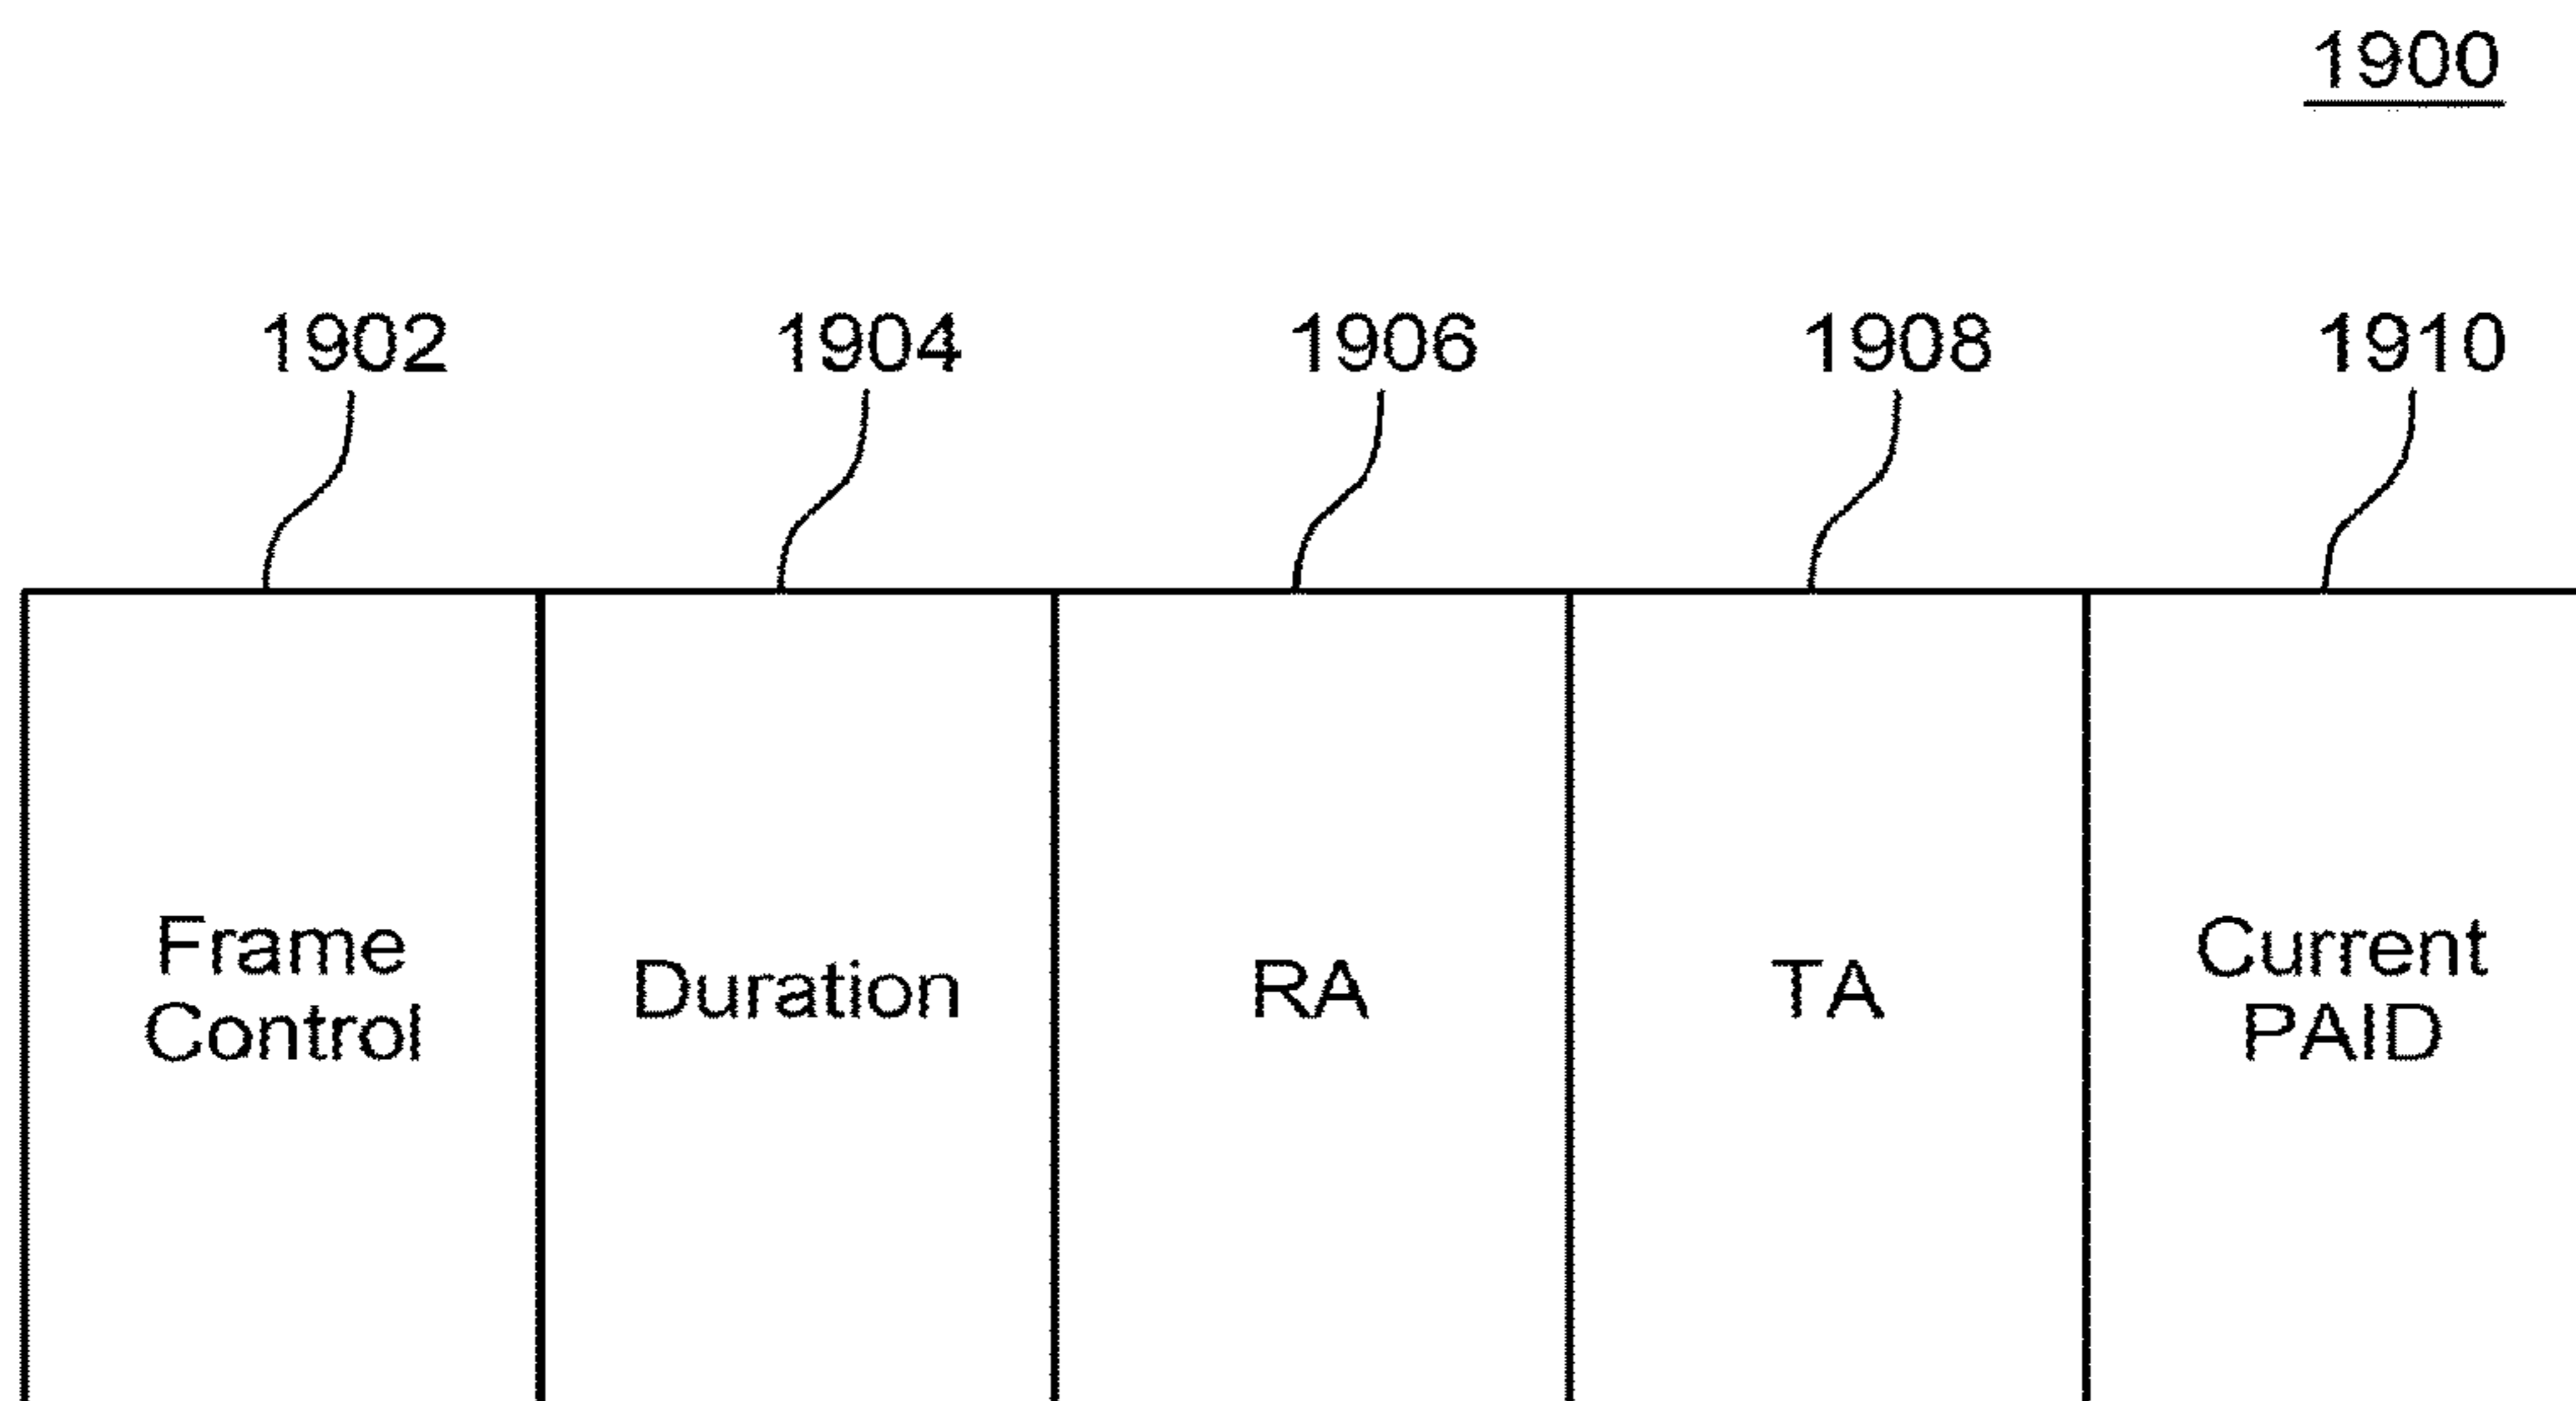 1900
1902 1904 1906 1908 1910
Frame
Control
Duration
RA
TA
Current
PAID